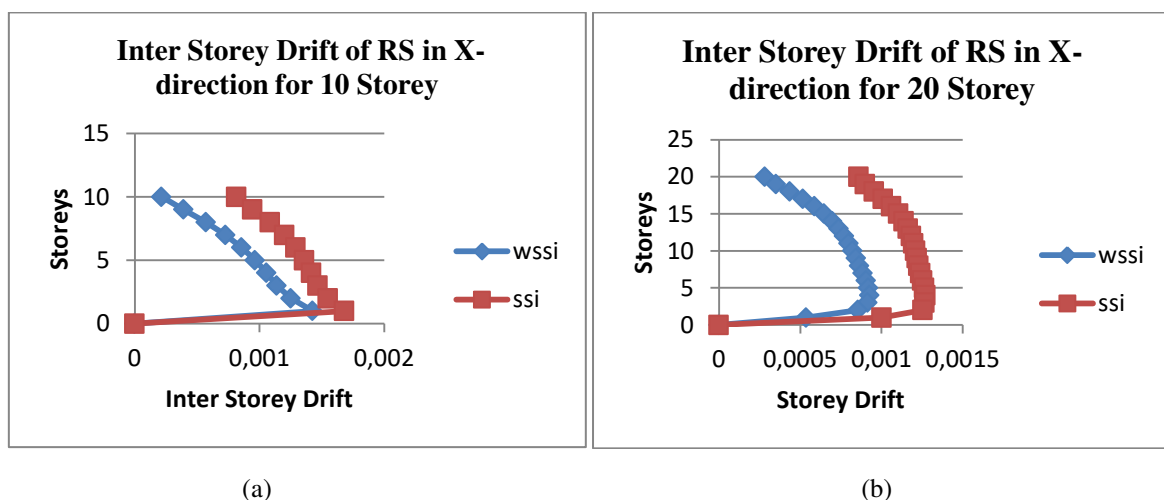 Inter Storey Drift of RS in X-
direction for 10 Storey
15
10
5
0
Storeys
0 0,001 0,002
Inter Storey Drift
wssi
ssi
(a)
Inter Storey Drift of RS in X-
direction for 20 Storey
25
20
15
10
5
0
Storeys
0 0,0005 0,001 0,0015
Storey Drift
wssi
ssi
(b)